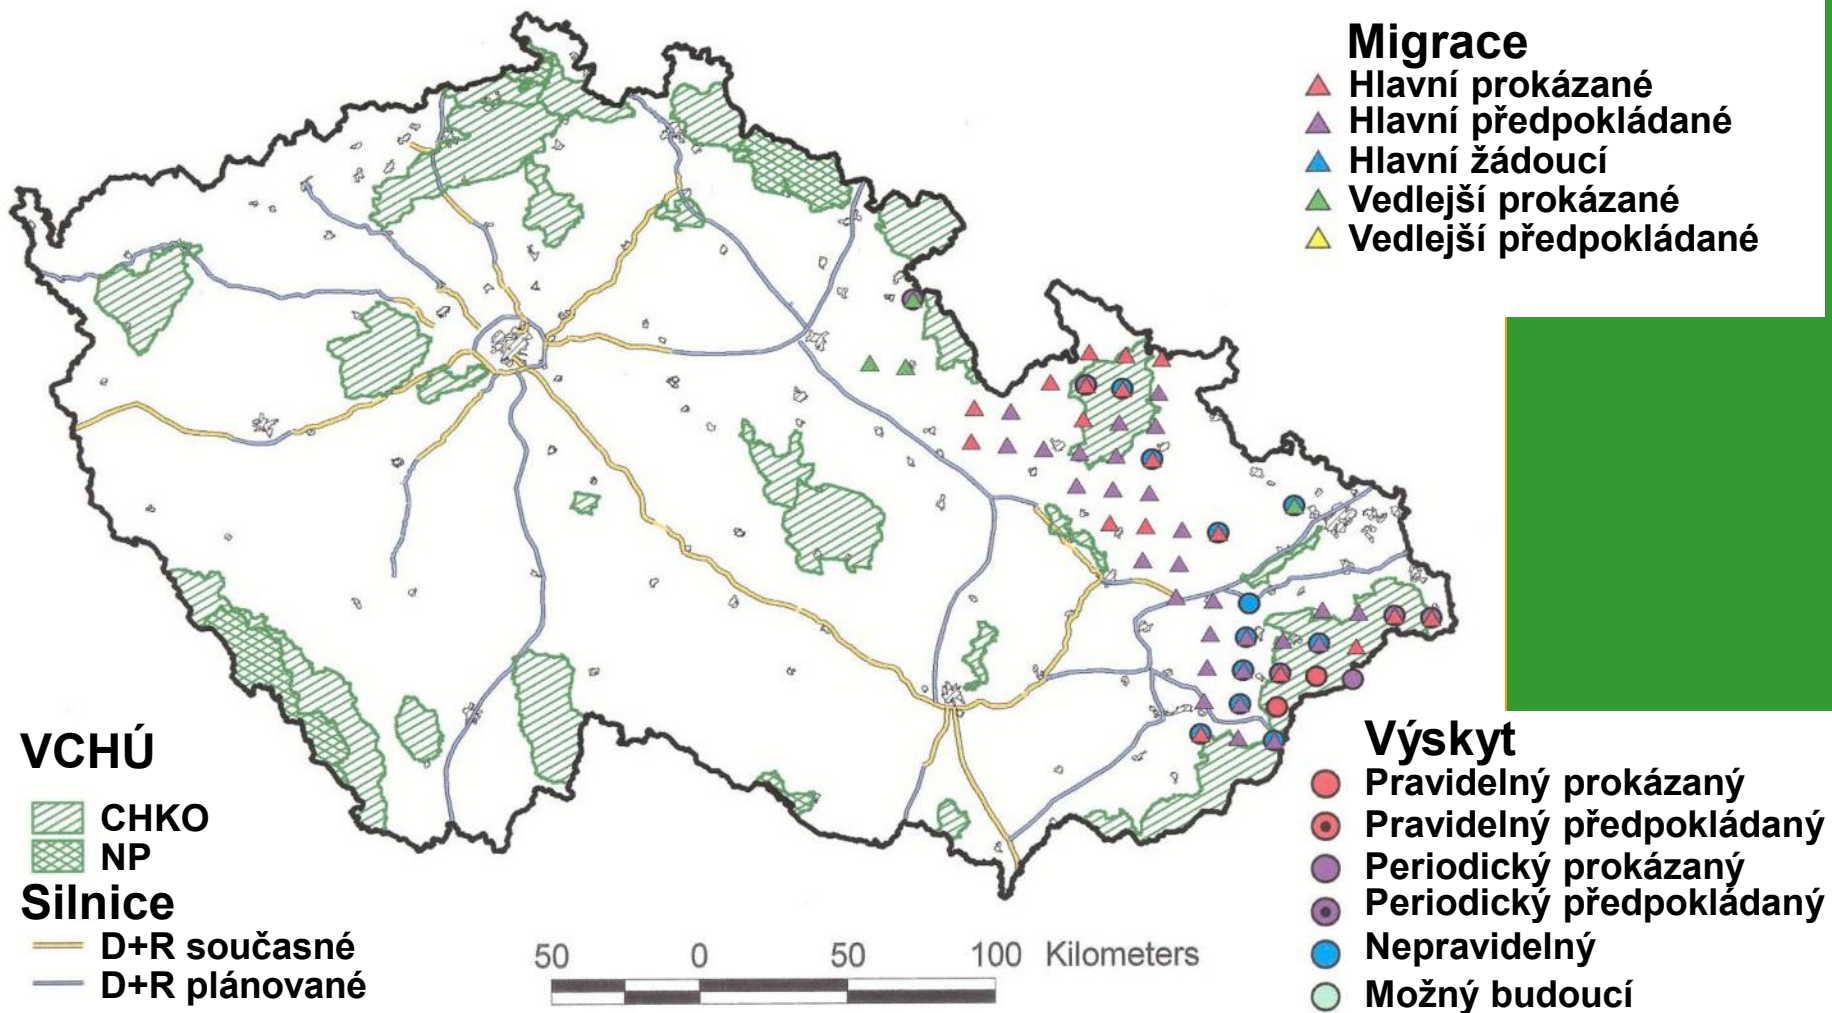 Migrace
Hlavní prokázané
Hlavní předpokládané
Hlavní žádoucí
Vedlejší prokázané
Vedlejší předpokládané
VCHÚ
CHKO
NP
Silnice
D+R současné
D+R plánované
50 0 50 100 Kilometers
Výskyt
Pravidelný prokázaný
Pravidelný předpokládaný
Periodický prokázaný
Periodický předpokládaný
Nepravidelný
Možný budoucí